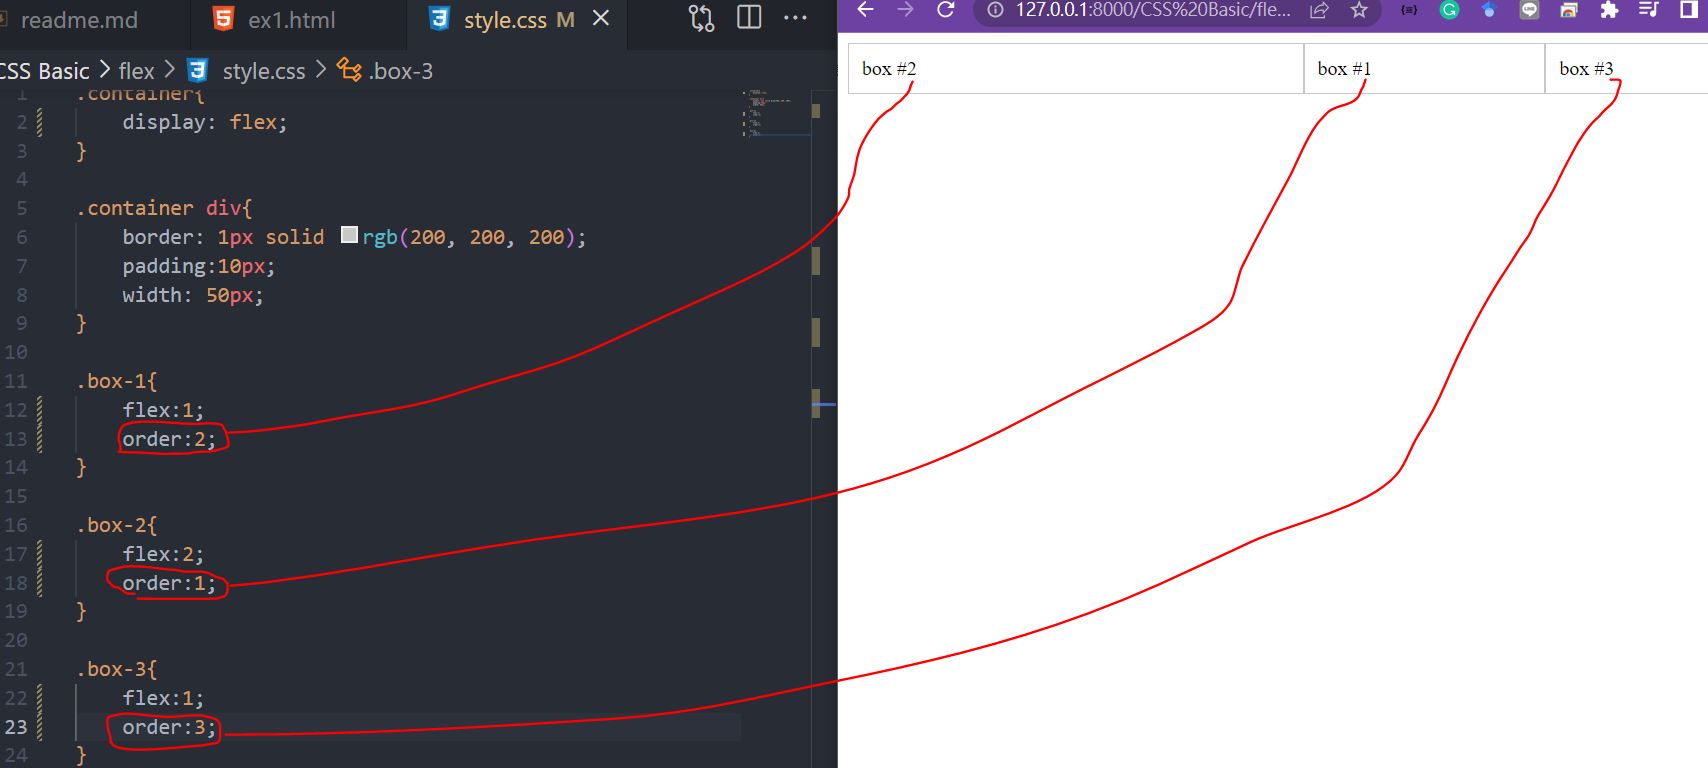 readme.md ex1.html style.css M
CSS Basic > flex > style.css > .box-3
1 .container{
2 display: flex;
3 }
4
5 .container div{
6 border: 1px solid rgb(200, 200, 200);
7 padding:10px;
8 width: 50px;
9 }
10
11 .box-1{
12 flex:1;
13 order:2;
14 }
15
16 .box-2{
17 flex:2;
18 order:1;
19 }
20
21 .box-3{
22 flex:1;
23 order:3;
24 }
127.0.0.1:8000/CSS%20Basic/fle...
box #2 box #1 box #3